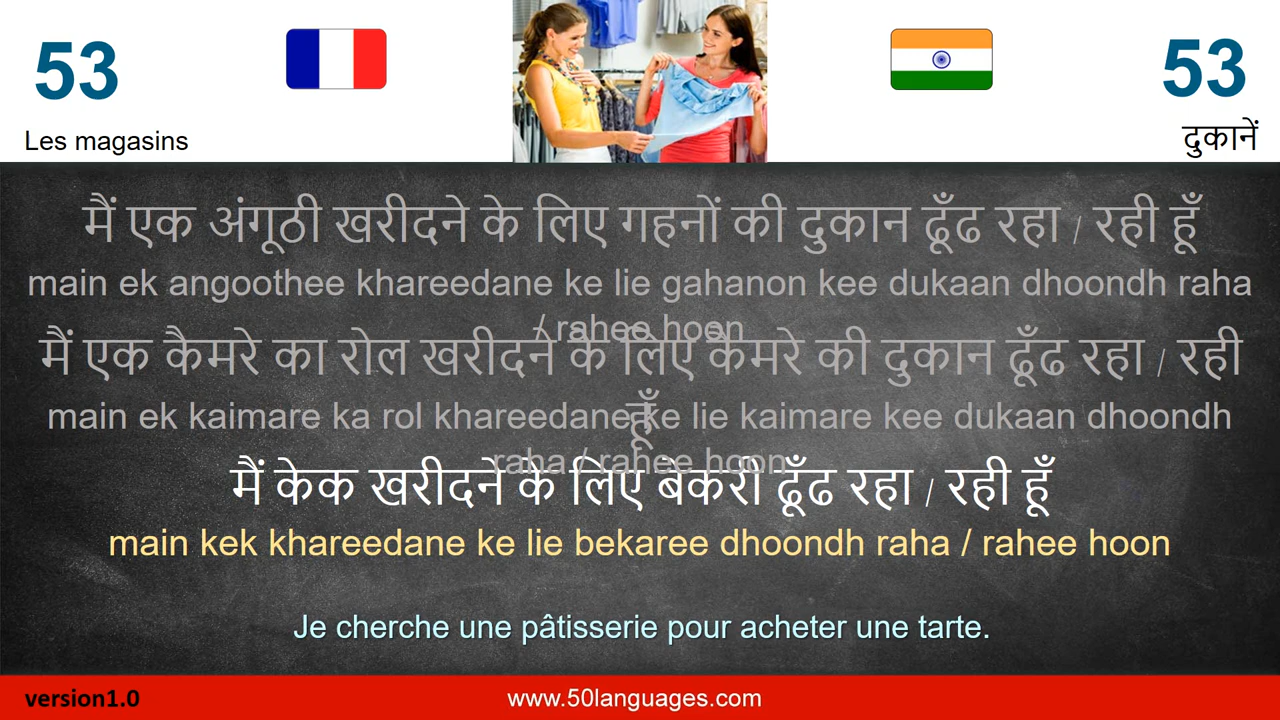 53
53
Les magasins
दुकानें
मैं एक अंगूठी खरीदने के लिए गहनों की दुकान ढूँढ रहा / रही हूँ
main ek angoothee khareedane ke lie gahanon kee dukaan dhoondh raha
/ rahee hoon
मैं एक कैमरे का रोल खरीदने के लिए कैमरे की दुकान ढूँढ रहा / रही
हूँ
main ek kaimare ka rol khareedane ke lie kaimare kee dukaan dhoondh
raha / rahee hoon
मैं केक खरीदने के लिए बेकरी ढूँढ रहा / रही हूँ
main kek khareedane ke lie bekaree dhoondh raha / rahee hoon
Je cherche une pâtisserie pour acheter une tarte.
version1.0
www.50languages.com